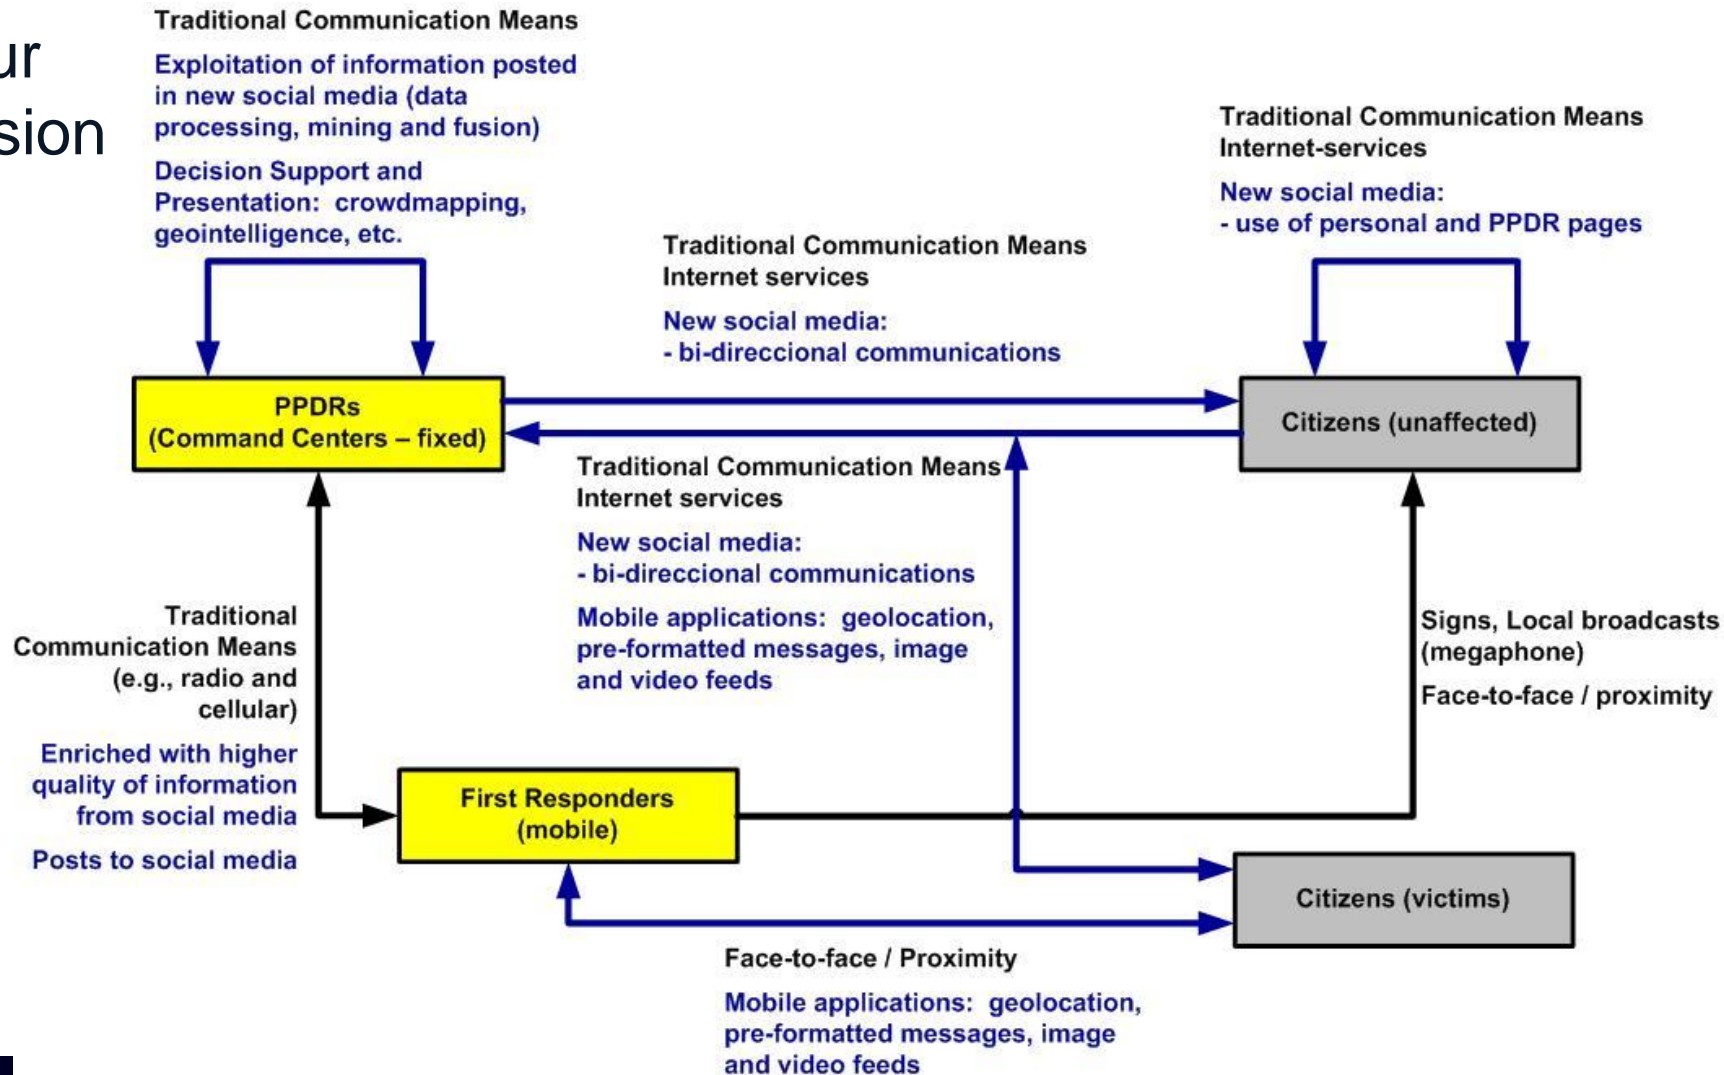 ur
sion
Traditional Communication Means
Exploitation of information posted
in new social media (data
processing, mining and fusion)
Decision Support and
Presentation: crowdmapping,
geointelligence, etc.
Traditional Communication Means
Internet services
New social media:
- bi-direccional communications
Traditional Communication Means
Internet-services
New social media:
- use of personal and PPDR pages
PPDRs
(Command Centers – fixed)
Citizens (unaffected)
Traditional Communication Means
Internet services
New social media:
- bi-direccional communications
Mobile applications: geolocation,
pre-formatted messages, image
and video feeds
Traditional
Communication Means
(e.g., radio and
cellular)
Enriched with higher
quality of information
from social media
Posts to social media
Signs, Local broadcasts
(megaphone)
Face-to-face / proximity
First Responders
(mobile)
Citizens (victims)
Face-to-face / Proximity
Mobile applications: geolocation,
pre-formatted messages, image
and video feeds